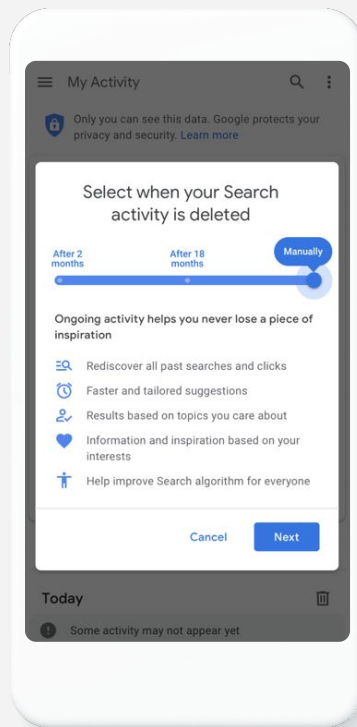 My Activity
Only you can see this data. Google protects your
privacy and security. Learn more
Select when your Search
activity is deleted
After 2
months
After 18
months
Manually
Ongoing activity helps you never lose a piece of
inspiration
Rediscover all past searches and clicks
Faster and tailored suggestions
Results based on topics you care about
Information and inspiration based on your
interests
Help improve Search algorithm for everyone
Cancel
Next
Today
Some activity may not appear yet